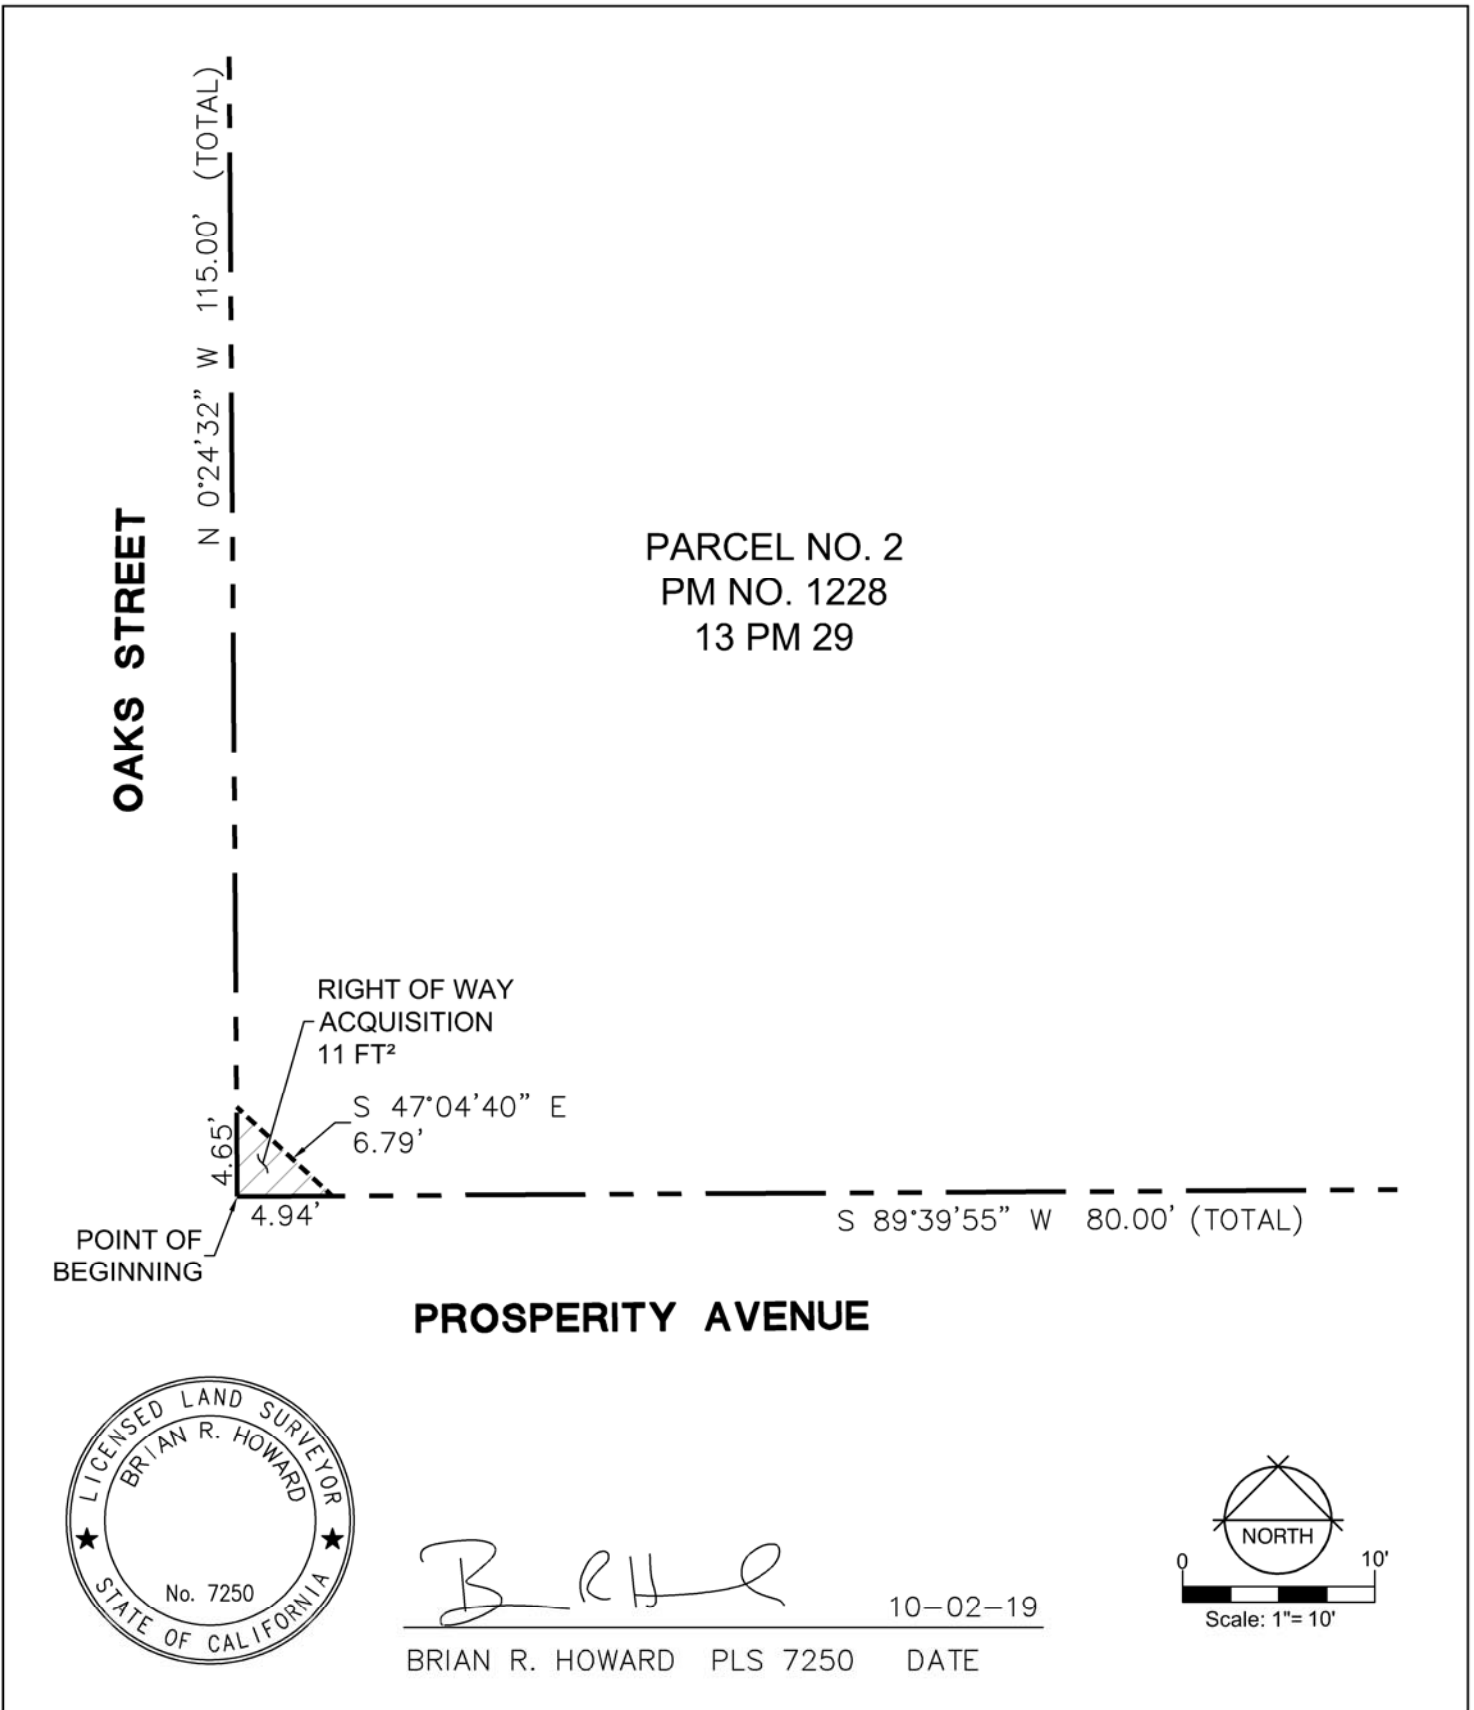 N 0°24'32" W 115.00' (TOTAL)
OAKS STREET
PARCEL NO. 2
PM NO. 1228
13 PM 29
RIGHT OF WAY
ACQUISITION
11 FT²
S 47°04'40" E
6.79'
4.65'
4.94'
POINT OF
BEGINNING
S 89°39'55" W 80.00' (TOTAL)
PROSPERITY AVENUE
LICENSED LAND SURVEYOR
BRIAN R. HOWARD
No. 7250
STATE OF CALIFORNIA
10-02-19
BRIAN R. HOWARD PLS 7250 DATE
NORTH
0 10'
Scale: 1"= 10'